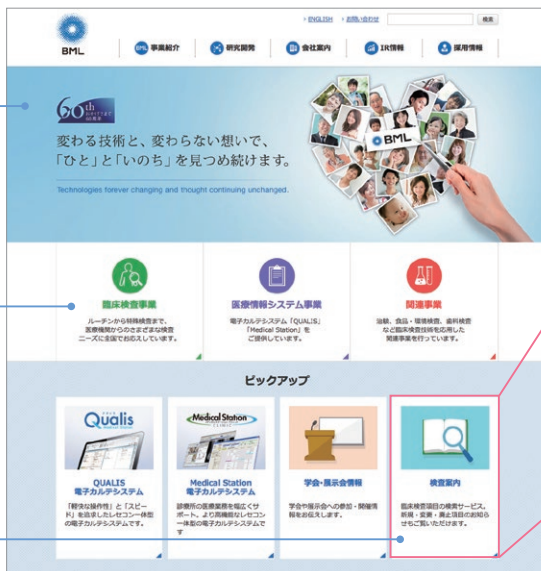 ENGLISH お問い合わせ 検索
BML
BML 事業紹介 研究開発 会社案内 IR情報 採用情報
60th
変わる技術と、変わらない想いで、
「ひと」と「いのち」を見つめ続けます。
Technologies forever changing and thought continuing unchanged.
BML
臨床検査事業 医療情報システム事業 関連事業
ルーチンから特殊検査まで、
医療機関からのさまざまな検査
ニーズに全国でお応えしています。
電子カルテシステム「QUALIS」
「Medical Station」を
ご提供しています。
治験、食品・環境検査、歯科検査
など臨床検査技術を応用した
関連事業を行っています。
ピックアップ
Qualis
Medical Station
CLINIC
QUALIS
電子カルテシステム
「軽快な操作性」と「スピー
ド」を追求したレセコン一体型
の電子カルテシステムです。
Medical Station
電子カルテシステム
診療所の医療業務を幅広くサ
ポート、より高機能なレセコン
一体型の電子カルテシステムで
す
学会・展示会情報
学会や展示会への参加・開催情
報をお伝えします。
検査案内
臨床検査項目の検索サービス。
新規・変更・廃止項目のお知ら
せもご覧いただけます。